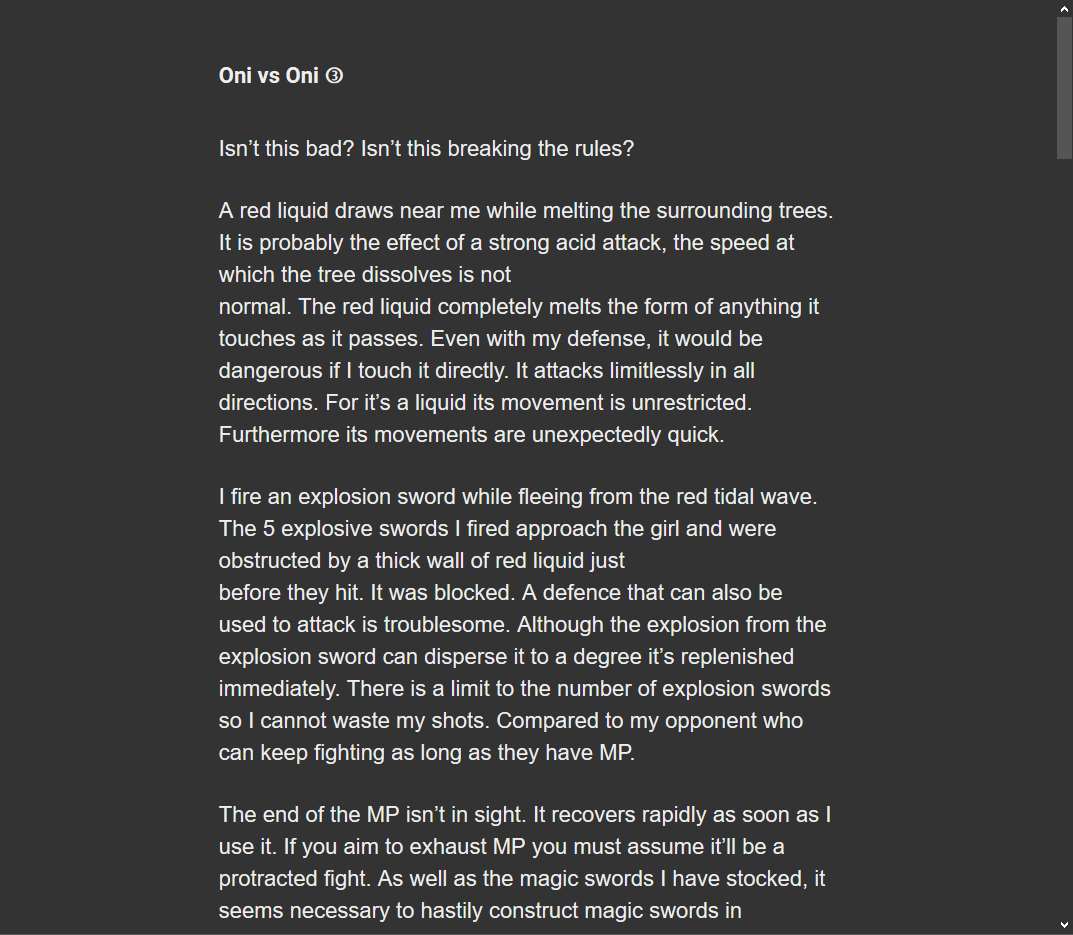 Oni vs Oni ③
Isn’t this bad? Isn’t this breaking the rules?
A red liquid draws near me while melting the surrounding trees.
It is probably the effect of a strong acid attack, the speed at
which the tree dissolves is not
normal. The red liquid completely melts the form of anything it
touches as it passes. Even with my defense, it would be
dangerous if I touch it directly. It attacks limitlessly in all
directions. For it’s a liquid its movement is unrestricted.
Furthermore its movements are unexpectedly quick.
I fire an explosion sword while fleeing from the red tidal wave.
The 5 explosive swords I fired approach the girl and were
obstructed by a thick wall of red liquid just
before they hit. It was blocked. A defence that can also be
used to attack is troublesome. Although the explosion from the
explosion sword can disperse it to a degree it’s replenished
immediately. There is a limit to the number of explosion swords
so I cannot waste my shots. Compared to my opponent who
can keep fighting as long as they have MP.
The end of the MP isn’t in sight. It recovers rapidly as soon as I
use it. If you aim to exhaust MP you must assume it’ll be a
protracted fight. As well as the magic swords I have stocked, it
seems necessary to hastily construct magic swords in